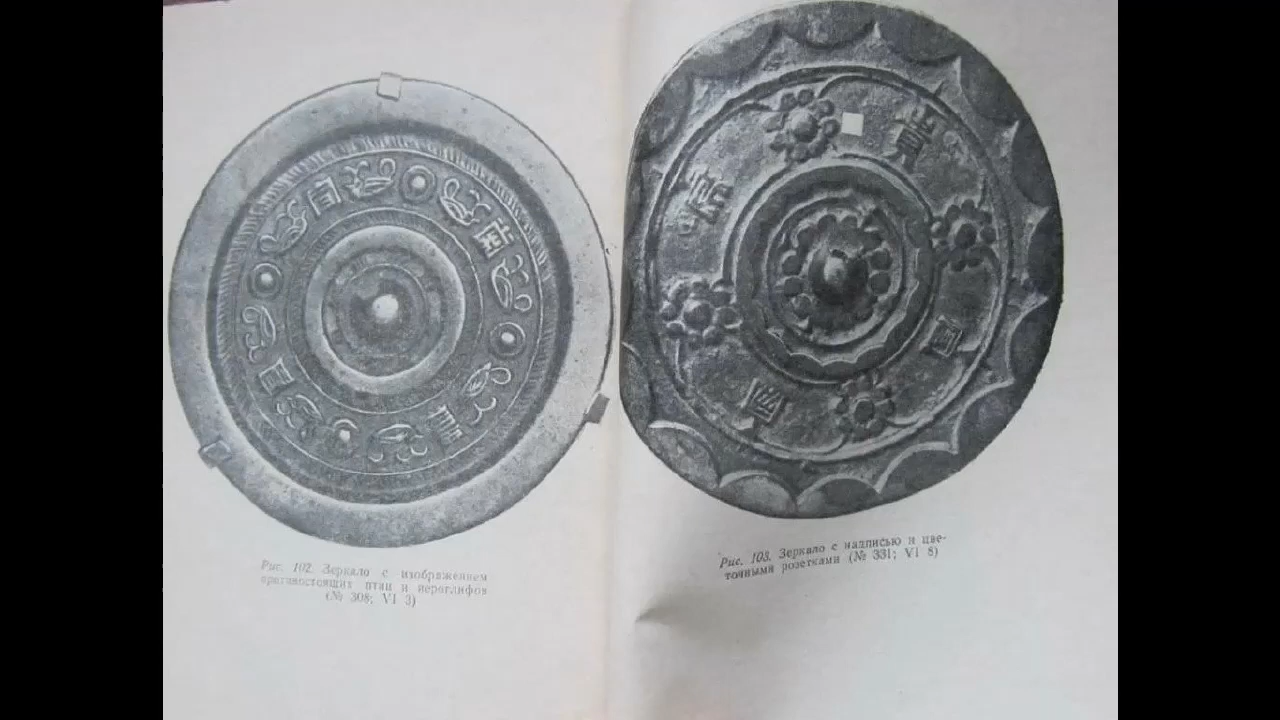 Рис. 102. Зеркало с изображением
противостоящих птиц и иероглифов
(№ 308; VI 3)
Рис. 103. Зеркало с надписью и цве-
точными розетками (№ 331; VI 8)